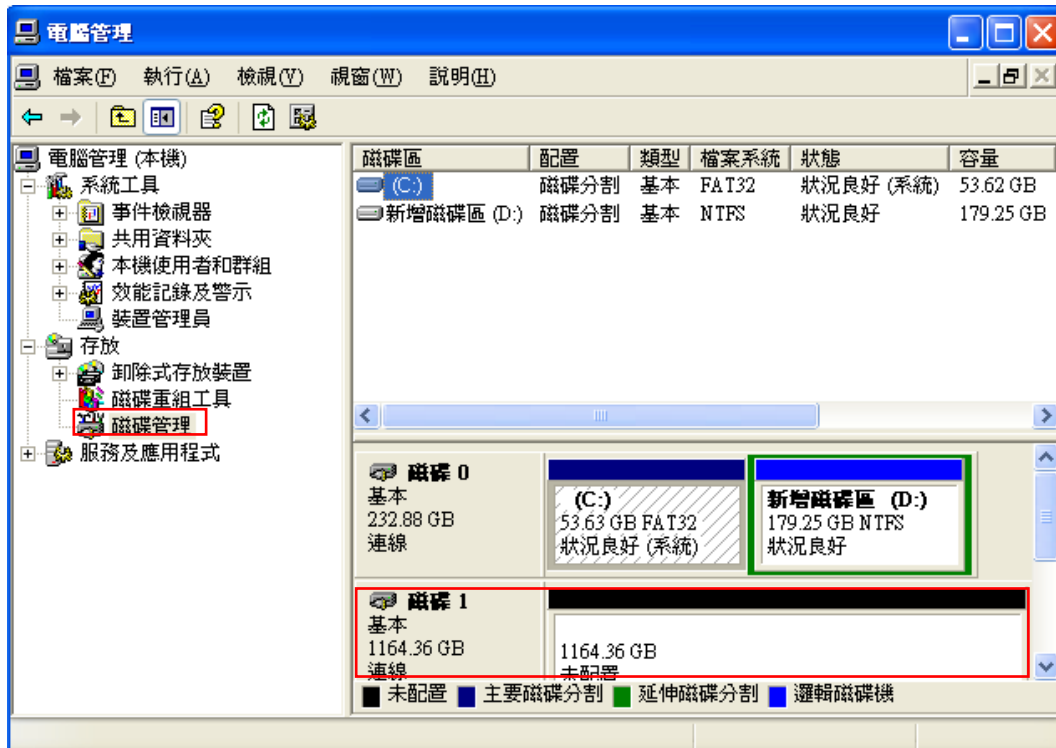 電腦管理
檔案(F) 執行(A) 檢視(V) 視窗(W) 說明(H)
電腦管理 (本機)
系統工具
事件檢視器
共用資料夾
本機使用者和群組
效能記錄及警示
裝置管理員
存放
卸除式存放裝置
磁碟重組工具
磁碟管理
服務及應用程式
磁碟區 配置 類型 檔案系統 狀態 容量
(C:) 磁碟分割 基本 FAT32 狀況良好 (系統) 53.62 GB
新增磁碟區 (D:) 磁碟分割 基本 NTFS 狀況良好 179.25 GB
磁碟 0
基本
232.88 GB
連線
(C:)
53.63 GB FAT32
狀況良好 (系統)
新增磁碟區 (D:)
179.25 GB NTFS
狀況良好
磁碟 1
基本
1164.36 GB
連線
1164.36 GB
未配置
未配置 主要磁碟分割 延伸磁碟分割 邏輯磁碟機